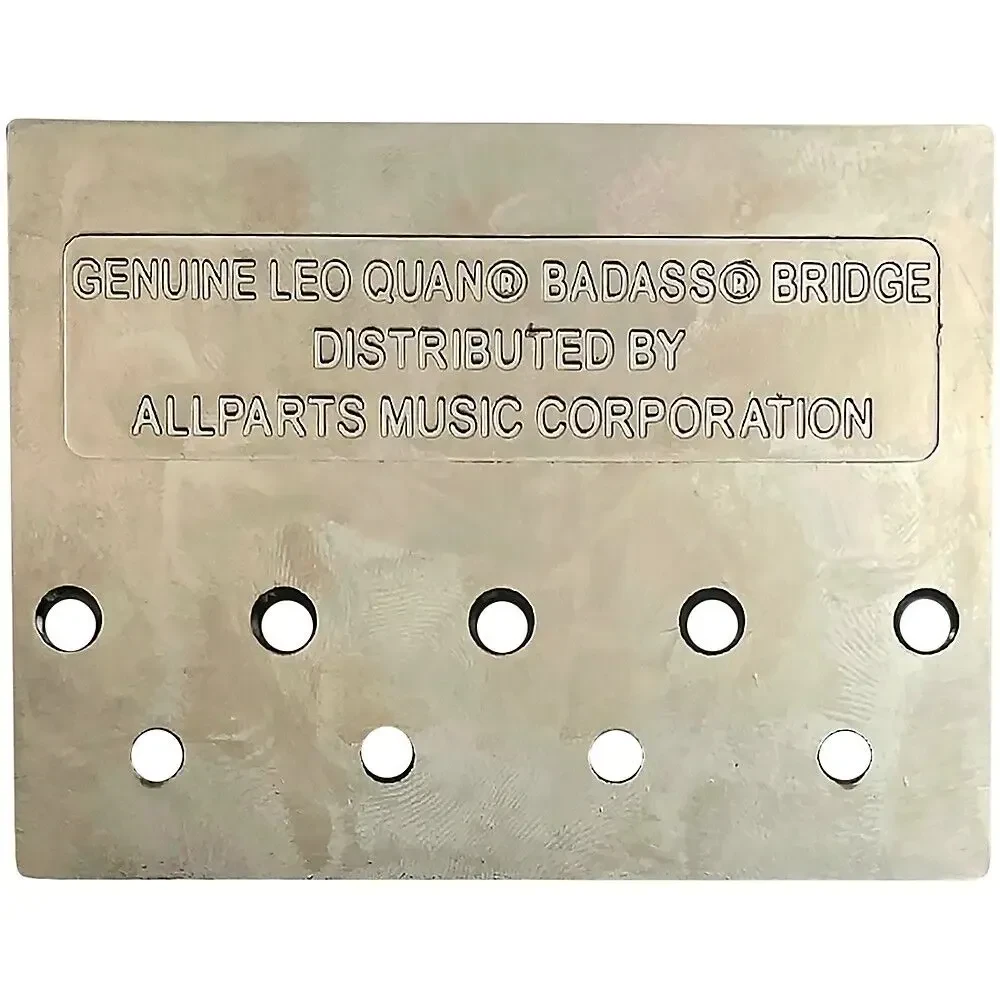 GENUINE LEO QUAN® BADASS® BRIDGE
DISTRIBUTED BY
ALLPARTS MUSIC CORPORATION